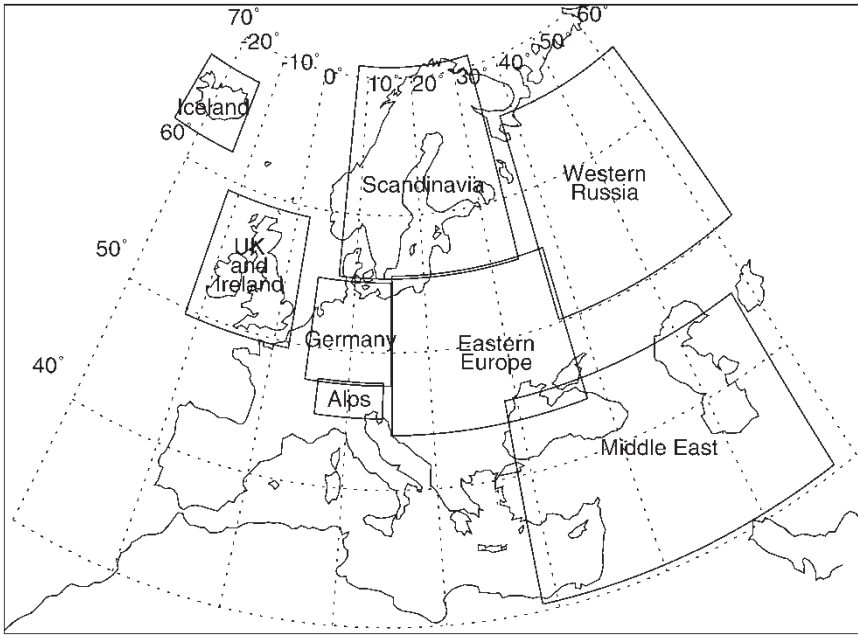 70°
-20°
-10°
0°
10°
20°
30°
40°
50°
60°
Iceland
60°
Scandinavia
Western
Russia
50°
UK
and
Ireland
Germany
Eastern
Europe
40°
Alps
Middle East